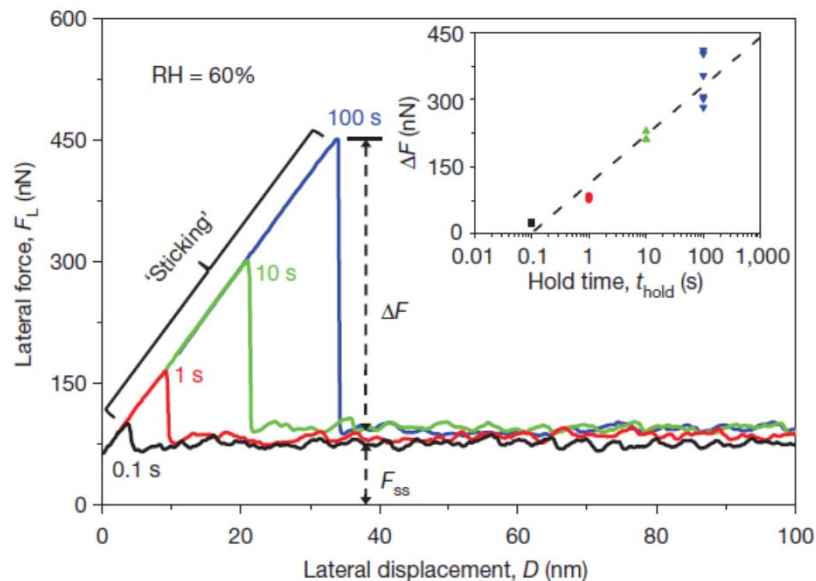 600
450
300
150
0
Lateral force, F_L (nN)
RH = 60%
'Sticking'
100 s
10 s
1 s
0.1 s
ΔF
F_ss
0 20 40 60 80 100
Lateral displacement, D (nm)
450
300
150
0
ΔF (nN)
0.01 0.1 1 10 100 1,000
Hold time, t_hold (s)